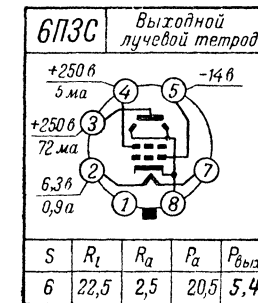 6П3С
Выходной
лучевой тетрод
+250 в
5 ма
-14 в
4
5
+250 в
72 ма
3
2
7
6,3 в
0,9 а
1
8
S Rᵢ Rₐ Pₐ Pвых
6 22,5 2,5 20,5 5,4